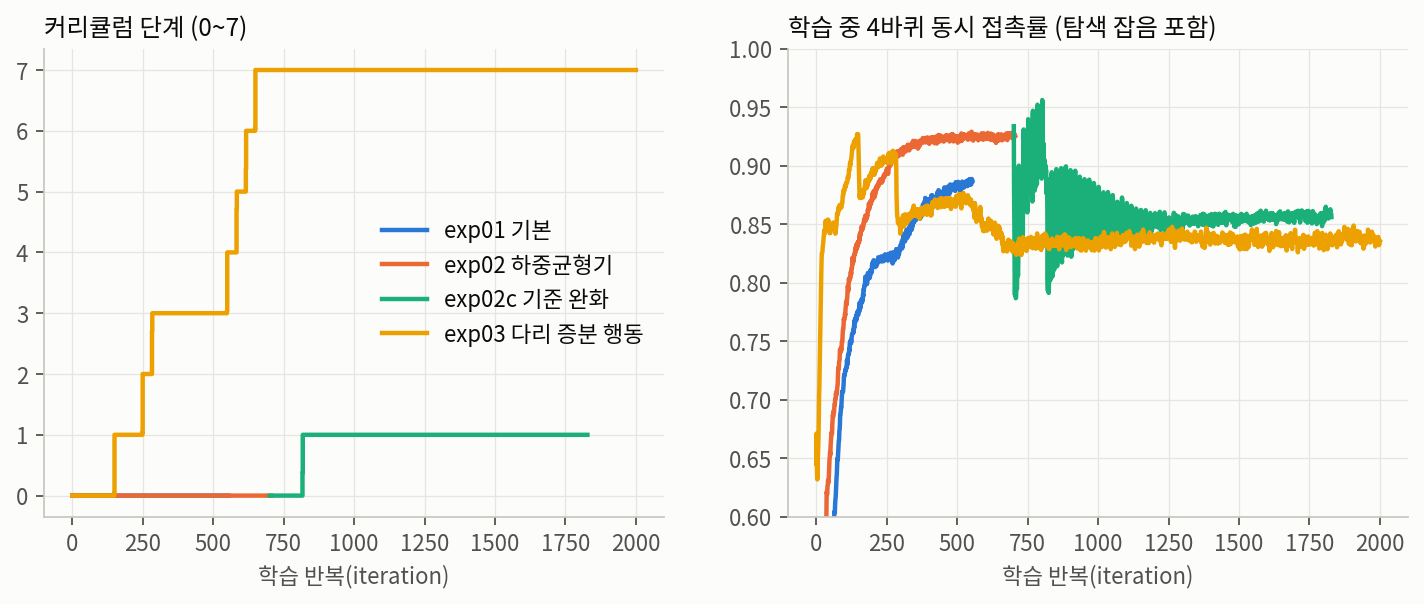 커리큘럼 단계 (0~7)
7
6
5
4
3
2
1
0
0 250 500 750 1000 1250 1500 1750 2000
학습 반복(iteration)
exp01 기본
exp02 하중균형기
exp02c 기준 완화
exp03 다리 증분 행동
학습 중 4바퀴 동시 접촉률 (탐색 잡음 포함)
1.00
0.95
0.90
0.85
0.80
0.75
0.70
0.65
0.60
0 250 500 750 1000 1250 1500 1750 2000
학습 반복(iteration)